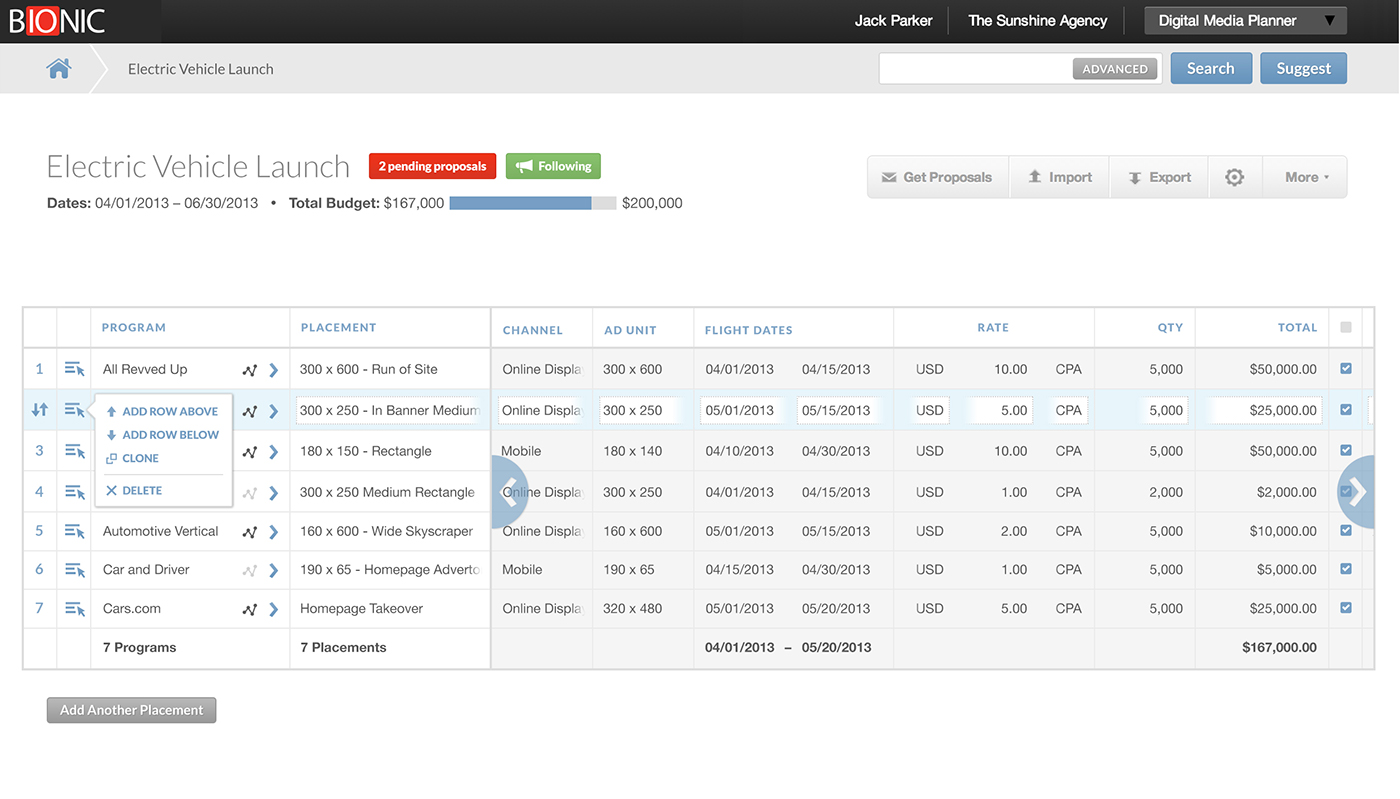 BIONIC Jack Parker The Sunshine Agency Digital Media Planner
Electric Vehicle Launch ADVANCED Search Suggest
Electric Vehicle Launch 2 pending proposals Following Get Proposals Import Export More
Dates: 04/01/2013 – 06/30/2013 • Total Budget: $167,000 $200,000
PROGRAM PLACEMENT CHANNEL AD UNIT FLIGHT DATES RATE QTY TOTAL
1 All Revved Up 300 x 600 - Run of Site Online Displa 300 x 600 04/01/2013 04/15/2013 USD 10.00 CPA 5,000 $50,000.00
ADD ROW ABOVE 300 x 250 - In Banner Medium Online Displa 300 x 250 05/01/2013 05/15/2013 USD 5.00 CPA 5,000 $25,000.00
ADD ROW BELOW
3 180 x 150 - Rectangle Mobile 180 x 140 04/10/2013 04/30/2013 USD 10.00 CPA 5,000 $50,000.00
CLONE
4 DELETE 300 x 250 Medium Rectangle Online Displa 300 x 250 04/01/2013 04/15/2013 USD 1.00 CPA 2,000 $2,000.00
5 Automotive Vertical 160 x 600 - Wide Skyscraper Online Displa 160 x 600 05/01/2013 05/15/2013 USD 2.00 CPA 5,000 $10,000.00
6 Car and Driver 190 x 65 - Homepage Adverto Mobile 190 x 65 04/15/2013 04/30/2013 USD 1.00 CPA 5,000 $5,000.00
7 Cars.com Homepage Takeover Online Displa 320 x 480 05/01/2013 05/20/2013 USD 5.00 CPA 5,000 $25,000.00
7 Programs 7 Placements 04/01/2013 – 05/20/2013 $167,000.00
Add Another Placement